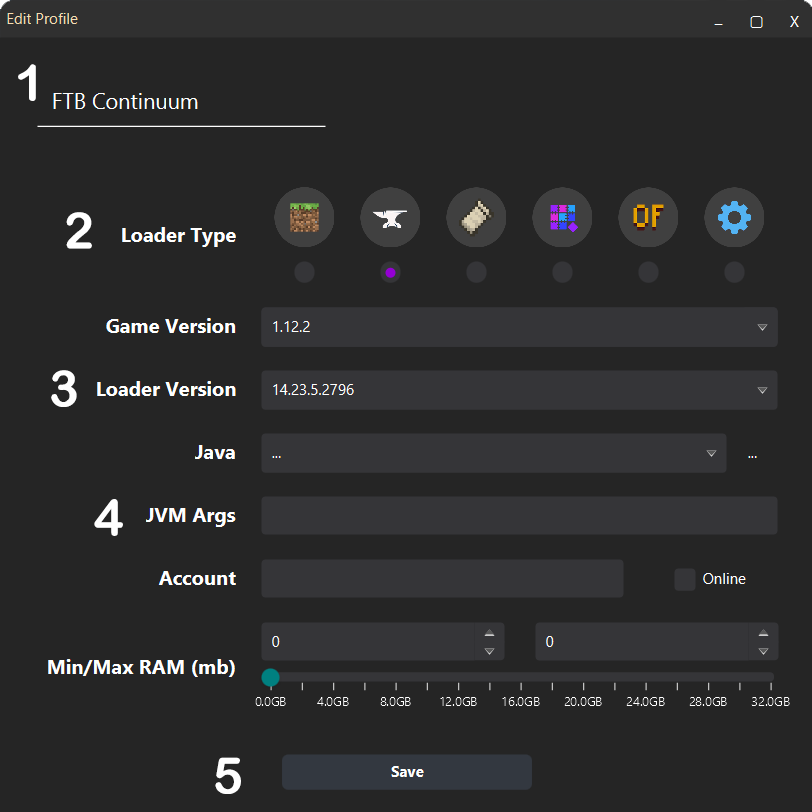 Edit Profile
1 FTB Continuum
OF
2 Loader Type
Game Version 1.12.2
3 Loader Version 14.23.5.2796
Java ... ...
4 JVM Args
Account Online
0 0
Min/Max RAM (mb)
0.0GB 4.0GB 8.0GB 12.0GB 16.0GB 20.0GB 24.0GB 28.0GB 32.0GB
5 Save